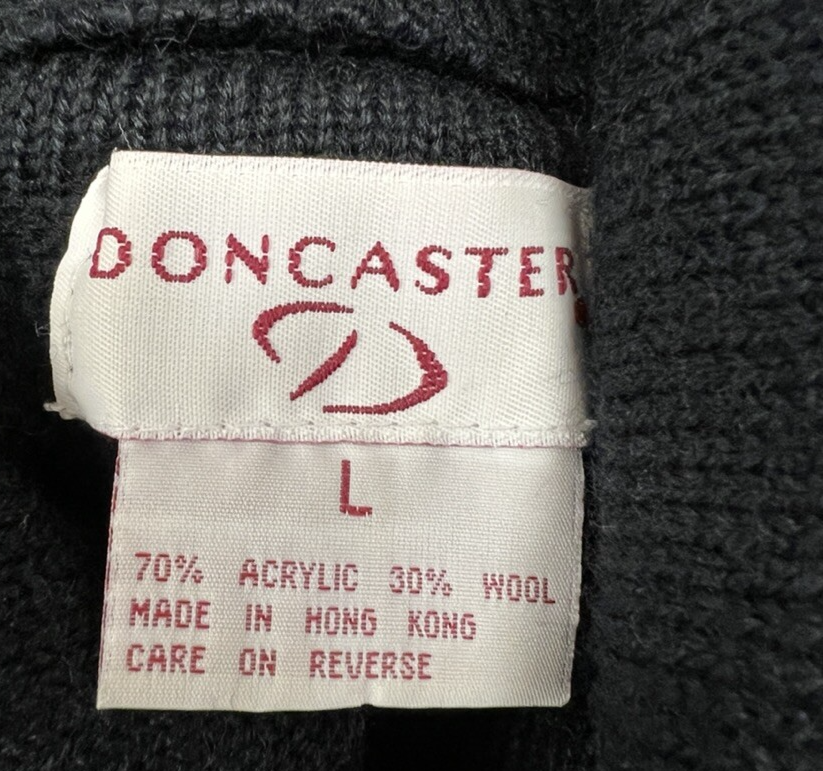 DONCASTER
D
L
70% ACRYLIC 30% WOOL
MADE IN HONG KONG
CARE ON REVERSE